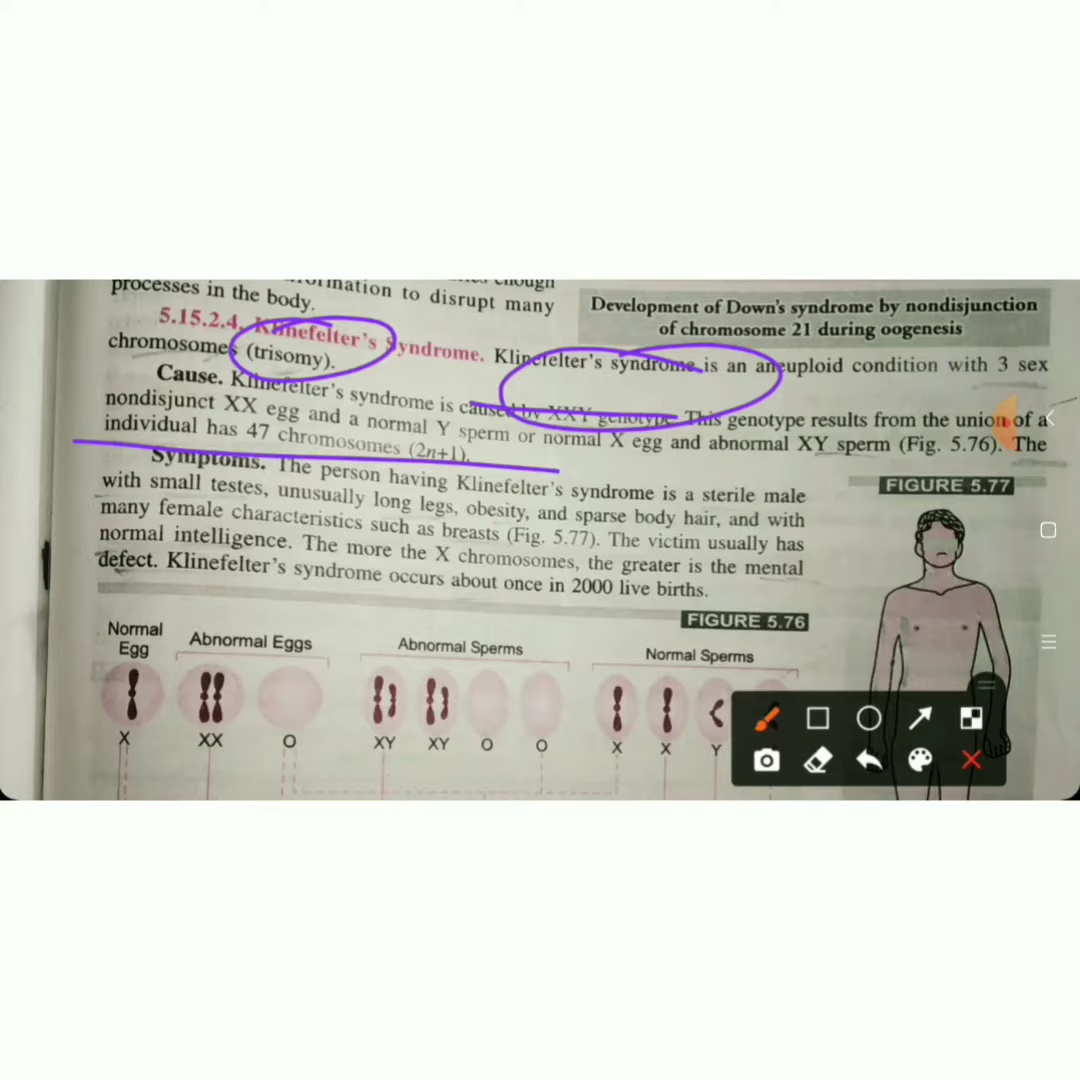 processes in the body.
to disrupt many
Development of Down's syndrome by nondisjunction
of chromosome 21 during oogenesis
5.15.2.4. Klinefelter's Syndrome. Klinefelter's syndrome is an aneuploid condition with 3 sex
chromosomes (trisomy).
Cause. Klinefelter's syndrome is caused by XXY genotype. This genotype results from the union of a
nondisjunct XX egg and a normal Y sperm or normal X egg and abnormal XY sperm (Fig. 5.76). The
individual has 47 chromosomes (2n+1).
Symptoms. The person having Klinefelter's syndrome is a sterile male
with small testes, unusually long legs, obesity, and sparse body hair, and with
many female characteristics such as breasts (Fig. 5.77). The victim usually has
normal intelligence. The more the X chromosomes, the greater is the mental
defect. Klinefelter's syndrome occurs about once in 2000 live births.
FIGURE 5.77
FIGURE 5.76
Normal
Egg
Abnormal Eggs
Abnormal Sperms
Normal Sperms
X XX O XY XY O O X X Y